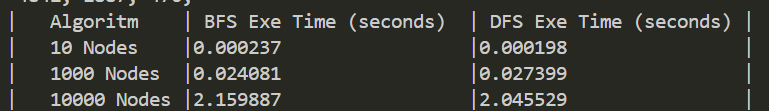 |   Algoritm    | BFS Exe Time (seconds)  | DFS Exe Time (seconds) |
|   10 Nodes    |0.000237                 |0.000198                |
|   1000 Nodes  |0.024081                 |0.027399                |
|   10000 Nodes |2.159887                 |2.045529                |